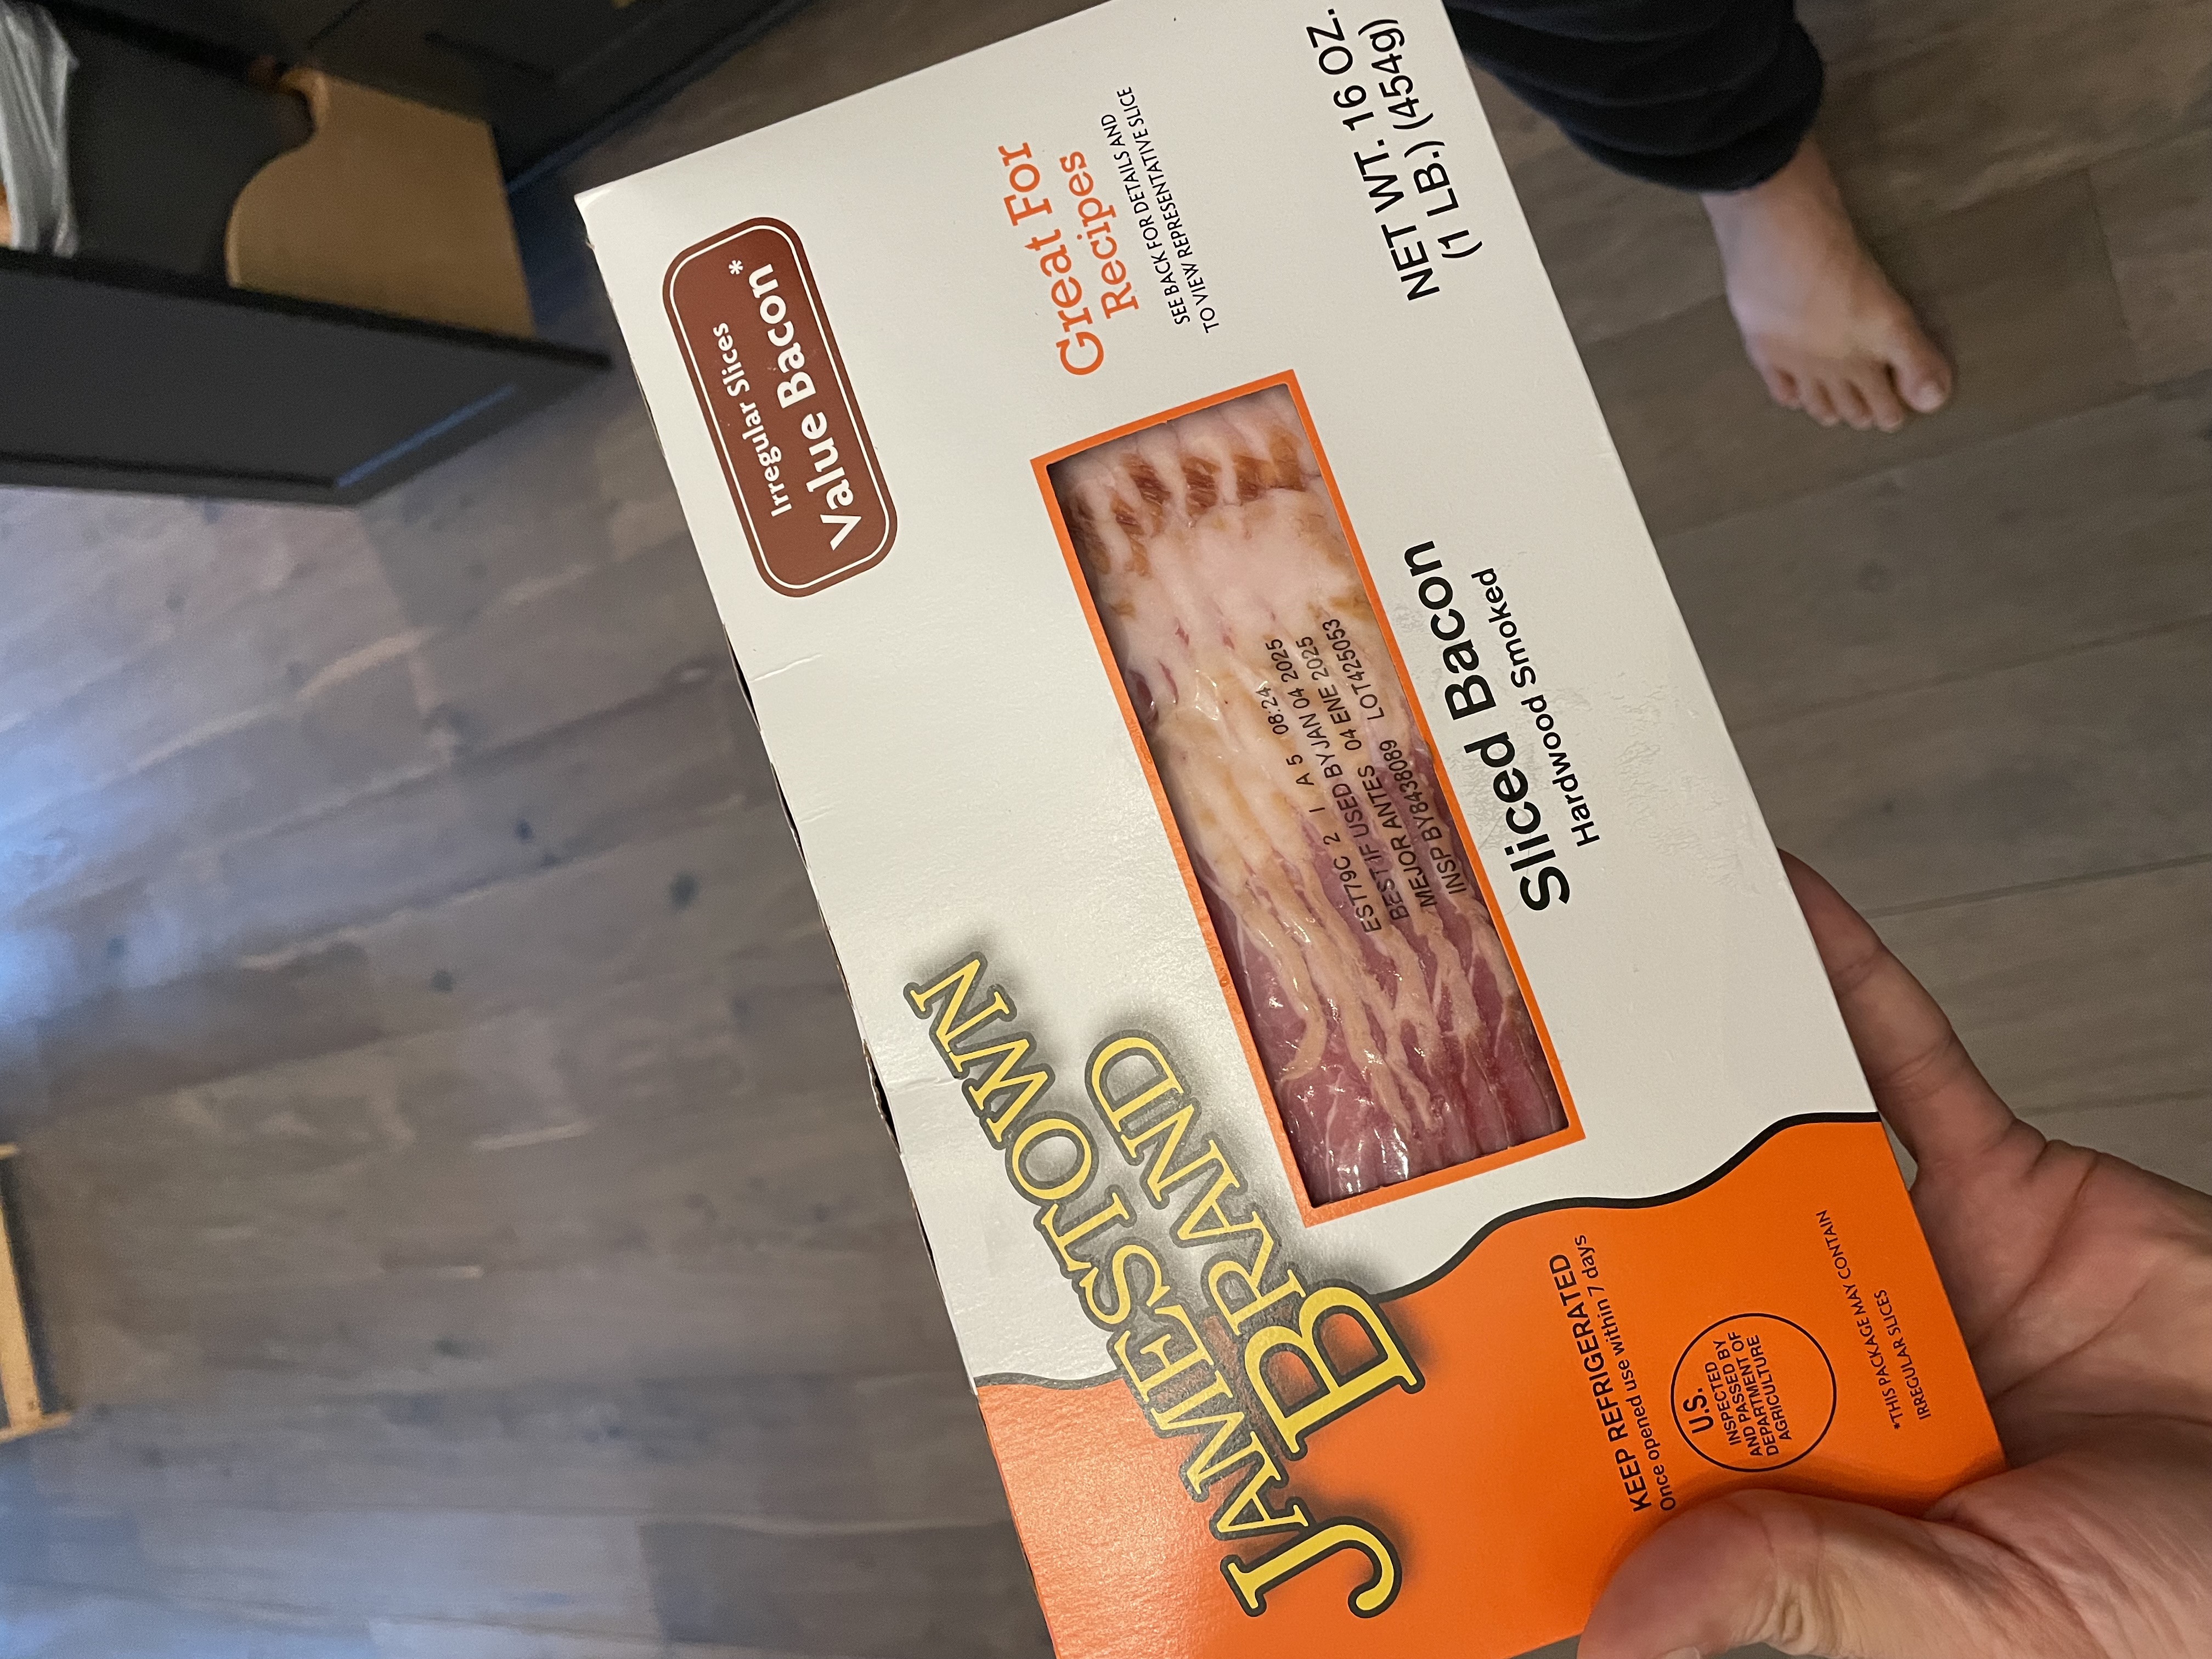 Irregular Slices
Value Bacon*
JAMESTOWN
BRAND
Great For
Recipes
SEE BACK FOR DETAILS AND
TO VIEW REPRESENTATIVE SLICE
EST79C 2 I A 5 08:24
BEST IF USED BY JAN 04 2025
MEJOR ANTES 04 ENE 2025
INSP BY8438089 LOT425053
Sliced Bacon
Hardwood Smoked
NET WT. 16 OZ.
(1 LB.) (454g)
KEEP REFRIGERATED
Once opened use within 7 days
U.S.
INSPECTED
AND PASSED BY
DEPARTMENT OF
AGRICULTURE
*THIS PACKAGE MAY CONTAIN
IRREGULAR SLICES